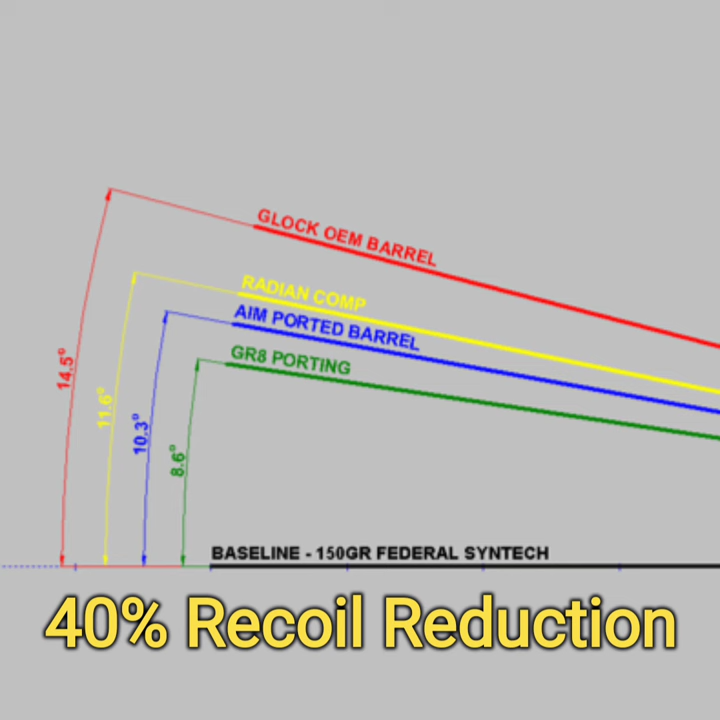 GLOCK OEM BARREL
RADIAN COMP
AIM PORTED BARREL
GR8 PORTING
14.5°
11.6°
10.3°
8.6°
BASELINE - 150GR FEDERAL SYNTECH
40% Recoil Reduction